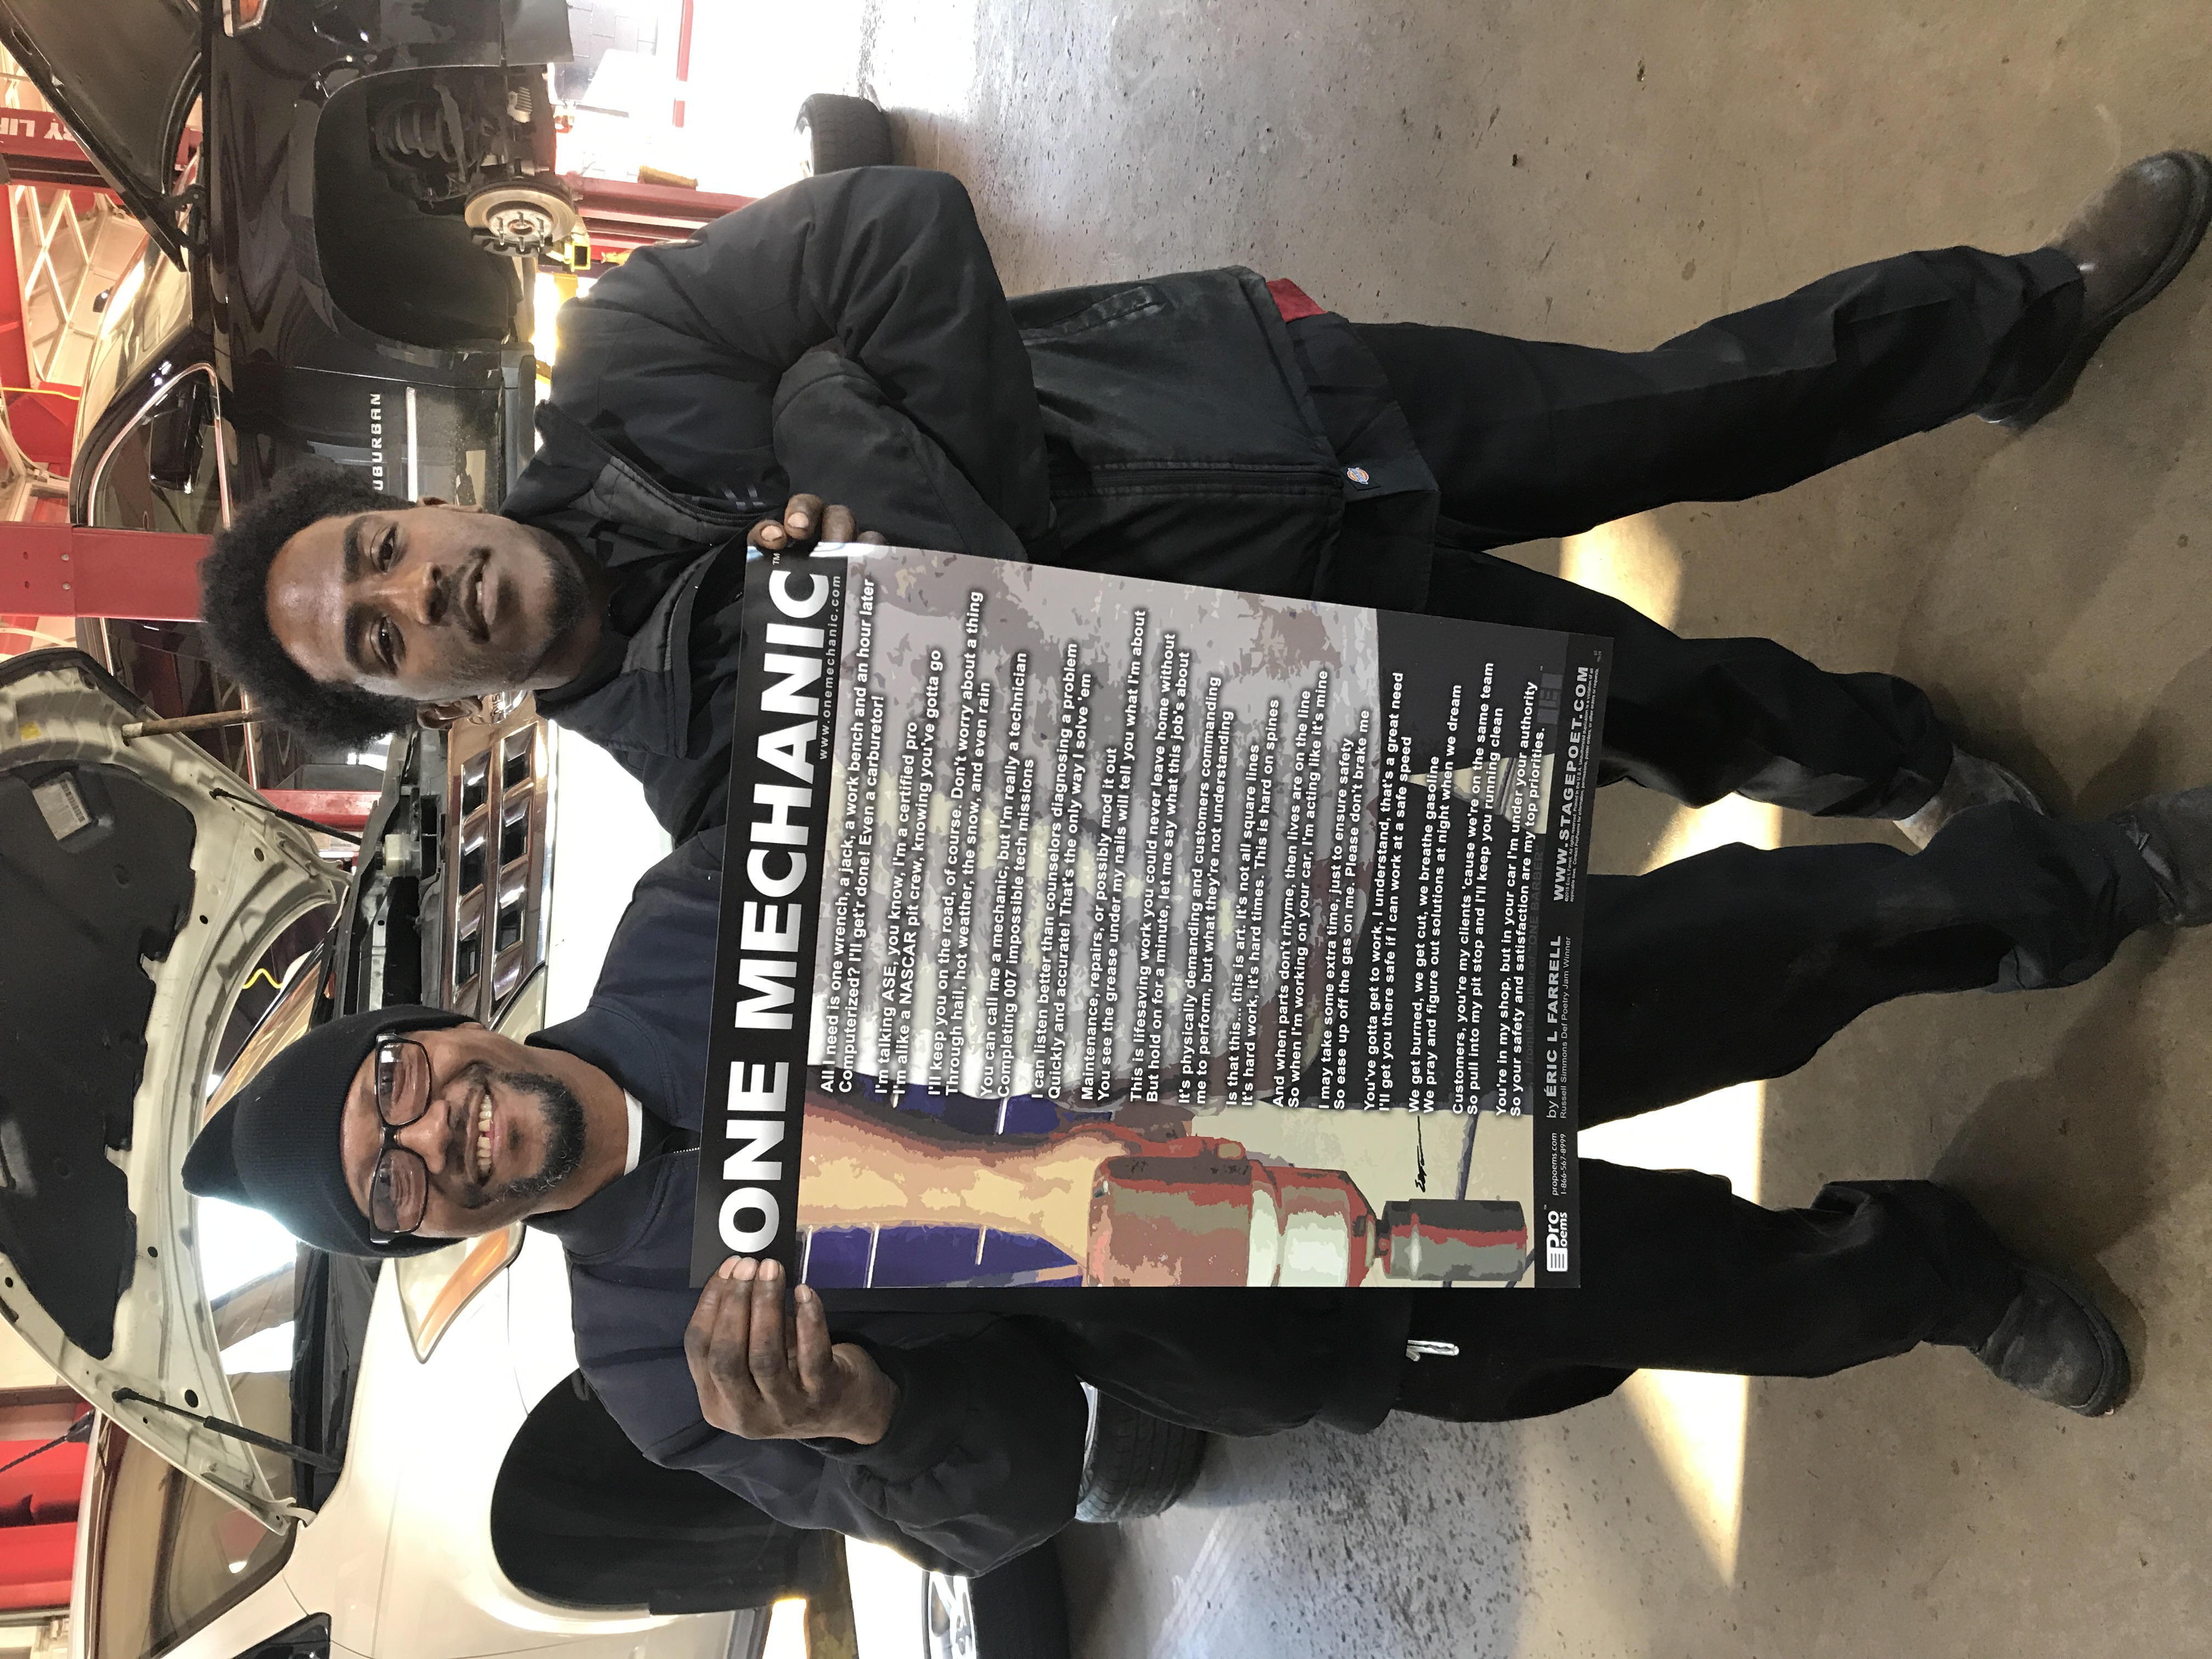 UBURBAN
ONE MECHANIC™
www.onemechanic.com
All I need is one wrench, a jack, a work bench and an hour later
Computerized? I'll get'r done! Even a carburetor!
I'm talking ASE, you know, I'm a certified pro
I'm alike a NASCAR pit crew, knowing you've gotta go
I'll keep you on the road, of course. Don't worry about a thing
Through hail, hot weather, the snow, and even rain
You can call me a mechanic, but I'm really a technician
Completing 007 impossible tech missions
I can listen better than counselors diagnosing a problem
Quickly and accurate! That's the only way I solve 'em
Maintenance, repairs, or possibly mod it out
You see the grease under my nails will tell you what I'm about
This is lifesaving work you could never leave home without
But hold on for a minute, let me say what this job's about
It's physically demanding and customers commanding
me to perform, but what they're not understanding
Is that this... this is art. It's not all square lines
It's hard work, it's hard times. This is hard on spines
And when parts don't rhyme, then lives are on the line
So when I'm working on your car, I'm acting like it's mine
I may take some extra time, just to ensure safety
So ease up off the gas on me. Please don't brake me
You've gotta get to work, I understand, that's a great need
I'll get you there safe if I can work at a safe speed
We get burned, we get cut, we breathe the gasoline
We pray and figure out solutions at night when we dream
Customers, you're my clients 'cause we're on the same team
So pull into my pit stop and I'll keep you running clean
You're in my shop, but in your car I'm under your authority
So your safety and satisfaction are my top priorities.
from the author of "ONE BARBER"
Pro Poems™
propoems.com
1-866-567-8999
by ÉRIC L FARRELL
Russell Simmons Def Poetry Jam Winner
WWW.STAGEPOET.COM